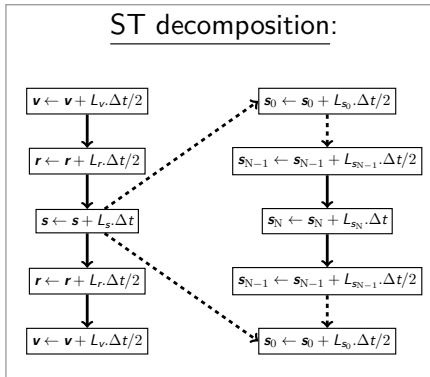 ST decomposition:
v ← v + L_v.Δt/2
r ← r + L_r.Δt/2
s ← s + L_s.Δt
r ← r + L_r.Δt/2
v ← v + L_v.Δt/2
s_0 ← s_0 + L_{s_0}.Δt/2
s_{N−1} ← s_{N−1} + L_{s_{N−1}}.Δt/2
s_N ← s_N + L_{s_N}.Δt
s_{N−1} ← s_{N−1} + L_{s_{N−1}}.Δt/2
s_0 ← s_0 + L_{s_0}.Δt/2